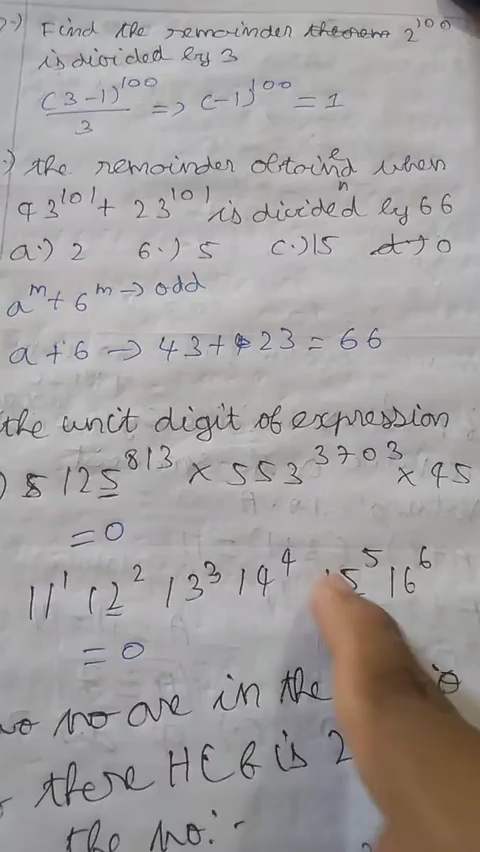 Find the remainder theorem 2^100
is divided by 3
(3-1)^100 / 3 => (-1)^100 = 1
the remainder obtained when
43^101 + 23^101 is divided by 66
a.) 2 b.) 5 c.) 15 d.) 0
a^m + b^m → odd
a + b → 43 + 23 = 66
the unit digit of expression
8125^813 × 553^3703 × 45
= 0
11^1 12^2 13^3 14^4 15^5 16^6
= 0
no are in the
there HCF is 2
the no:-